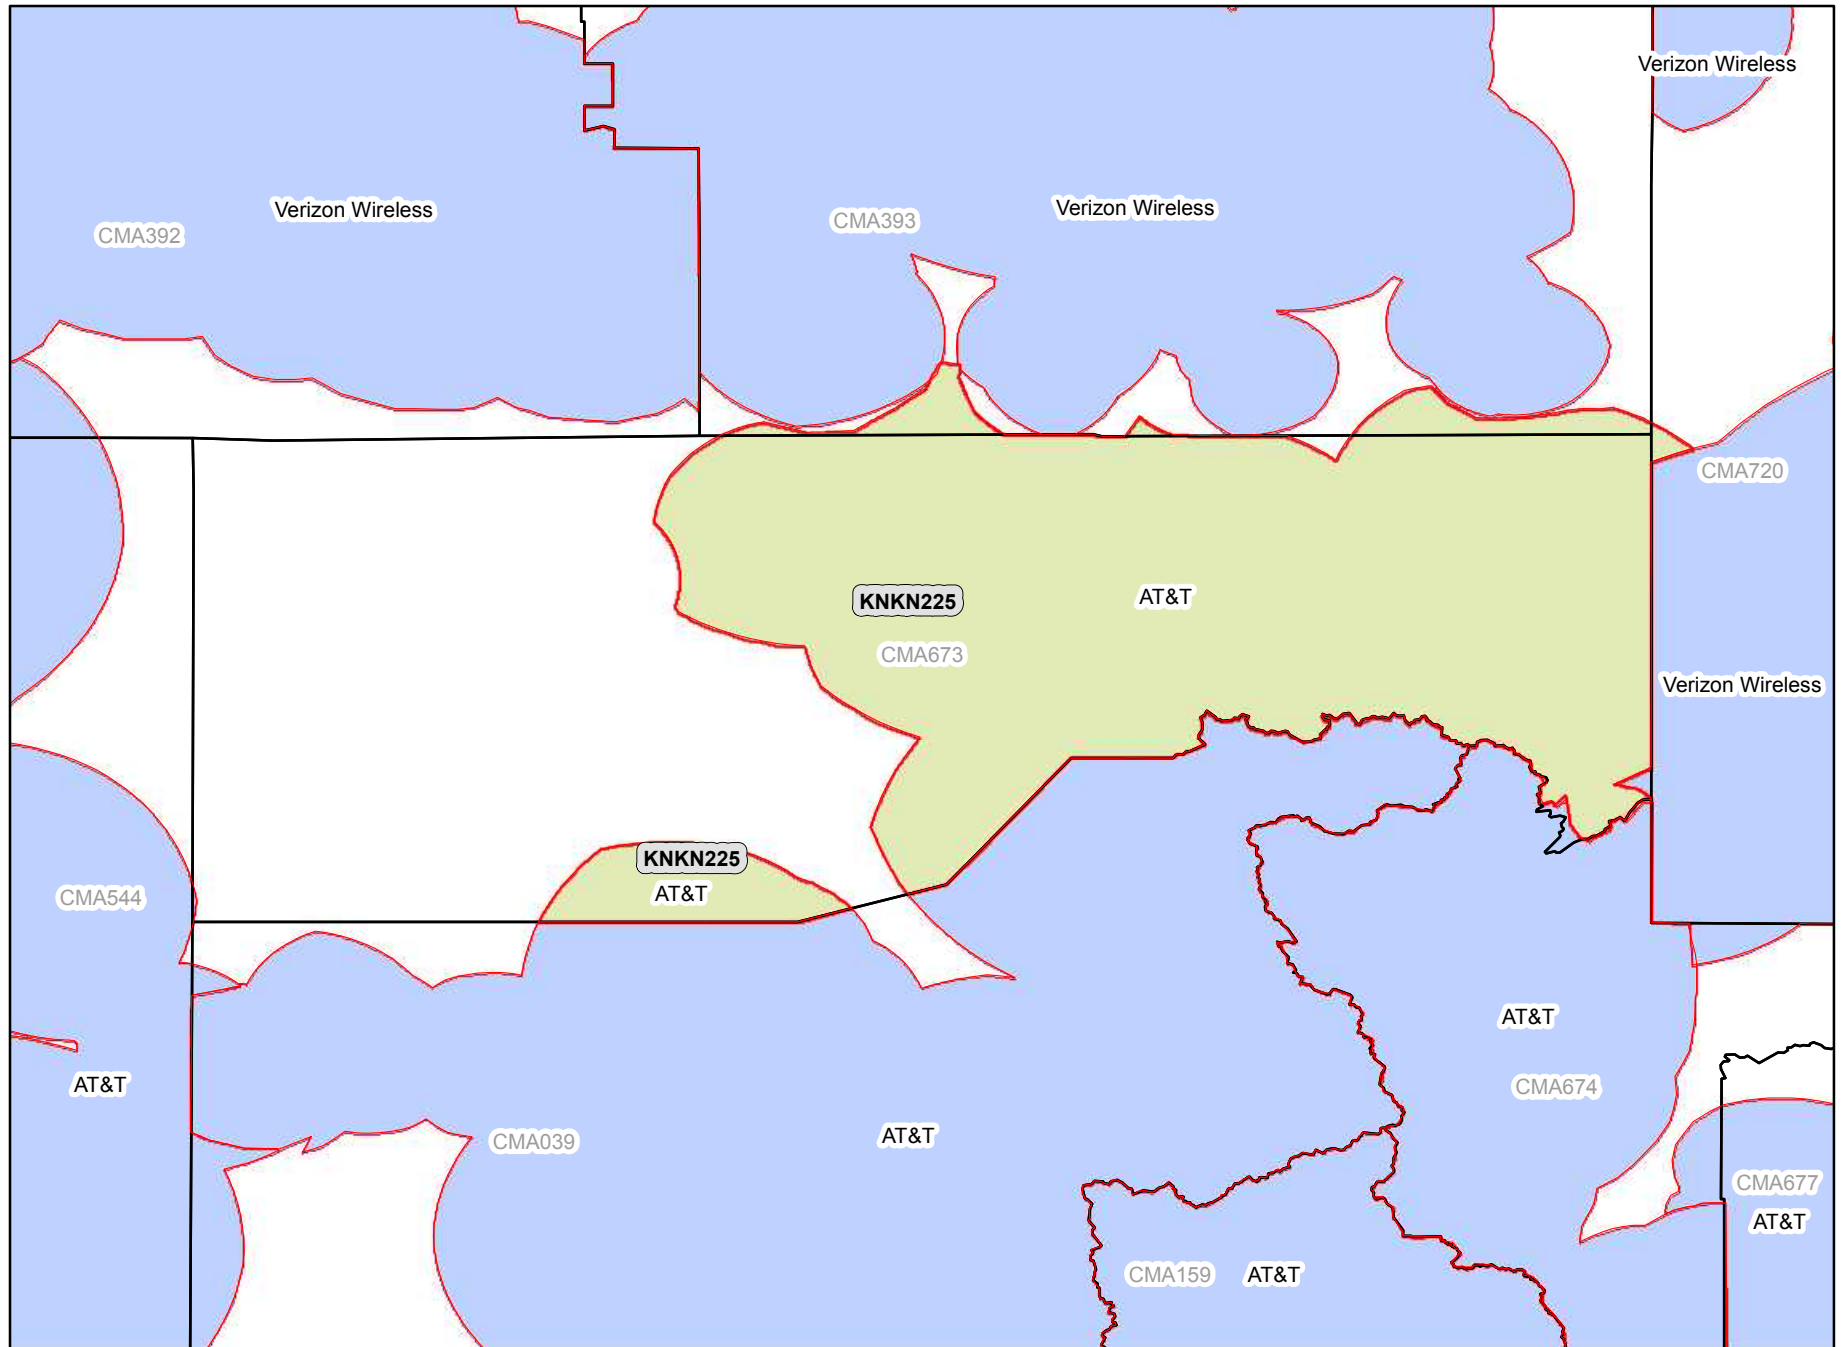 Verizon Wireless
Verizon Wireless
CMA392
CMA393
Verizon Wireless
CMA720
KNKN225
AT&T
CMA673
Verizon Wireless
KNKN225
AT&T
CMA544
AT&T
AT&T
CMA674
AT&T
CMA039
CMA677
AT&T
CMA159
AT&T